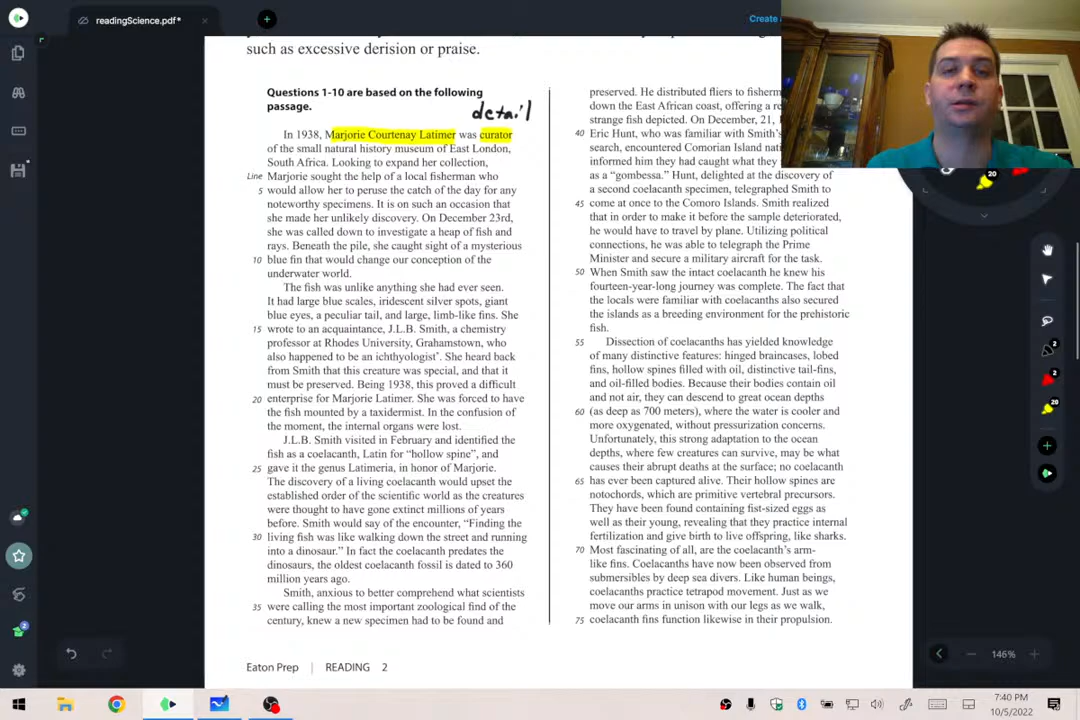 readingScience.pdf*
Create a
such as excessive derision or praise.
Questions 1-10 are based on the following
passage.
detail
In 1938, Marjorie Courtenay Latimer was curator
of the small natural history museum of East London,
South Africa. Looking to expand her collection,
Line Marjorie sought the help of a local fisherman who
5 would allow her to peruse the catch of the day for any
noteworthy specimens. It is on such an occasion that
she made her unlikely discovery. On December 23rd,
she was called down to investigate a heap of fish and
rays. Beneath the pile, she caught sight of a mysterious
10 blue fin that would change our conception of the
underwater world.
The fish was unlike anything she had ever seen.
It had large blue scales, iridescent silver spots, giant
blue eyes, a peculiar tail, and large, limb-like fins. She
15 wrote to an acquaintance, J.L.B. Smith, a chemistry
professor at Rhodes University, Grahamstown, who
also happened to be an ichthyologist*. She heard back
from Smith that this creature was special, and that it
must be preserved. Being 1938, this proved a difficult
20 enterprise for Marjorie Latimer. She was forced to have
the fish mounted by a taxidermist. In the confusion of
the moment, the internal organs were lost.
J.L.B. Smith visited in February and identified the
fish as a coelacanth, Latin for “hollow spine”, and
25 gave it the genus Latimeria, in honor of Marjorie.
The discovery of a living coelacanth would upset the
established order of the scientific world as the creatures
were thought to have gone extinct millions of years
before. Smith would say of the encounter, “Finding the
30 living fish was like walking down the street and running
into a dinosaur.” In fact the coelacanth predates the
dinosaurs, the oldest coelacanth fossil is dated to 360
million years ago.
Smith, anxious to better comprehend what scientists
35 were calling the most important zoological find of the
century, knew a new specimen had to be found and
preserved. He distributed fliers to fisherm
down the East African coast, offering a re
strange fish depicted. On December, 21, 1
40 Eric Hunt, who was familiar with Smith's
search, encountered Comorian Island nati
informed him they had caught what they
as a “gombessa.” Hunt, delighted at the discovery of
a second coelacanth specimen, telegraphed Smith to
45 come at once to the Comoro Islands. Smith realized
that in order to make it before the sample deteriorated,
he would have to travel by plane. Utilizing political
connections, he was able to telegraph the Prime
Minister and secure a military aircraft for the task.
50 When Smith saw the intact coelacanth he knew his
fourteen-year-long journey was complete. The fact that
the locals were familiar with coelacanths also secured
the islands as a breeding environment for the prehistoric
fish.
55 Dissection of coelacanths has yielded knowledge
of many distinctive features: hinged braincases, lobed
fins, hollow spines filled with oil, distinctive tail-fins,
and oil-filled bodies. Because their bodies contain oil
and not air, they can descend to great ocean depths
60 (as deep as 700 meters), where the water is cooler and
more oxygenated, without pressurization concerns.
Unfortunately, this strong adaptation to the ocean
depths, where few creatures can survive, may be what
causes their abrupt deaths at the surface; no coelacanth
65 has ever been captured alive. Their hollow spines are
notochords, which are primitive vertebral precursors.
They have been found containing fist-sized eggs as
well as their young, revealing that they practice internal
fertilization and give birth to live offspring, like sharks.
70 Most fascinating of all, are the coelacanth's arm-
like fins. Coelacanths have now been observed from
submersibles by deep sea divers. Like human beings,
coelacanths practice tetrapod movement. Just as we
move our arms in unison with our legs as we walk,
75 coelacanth fins function likewise in their propulsion.
Eaton Prep | READING 2
20
2
2
20
2
146%
7:40 PM
10/5/2022